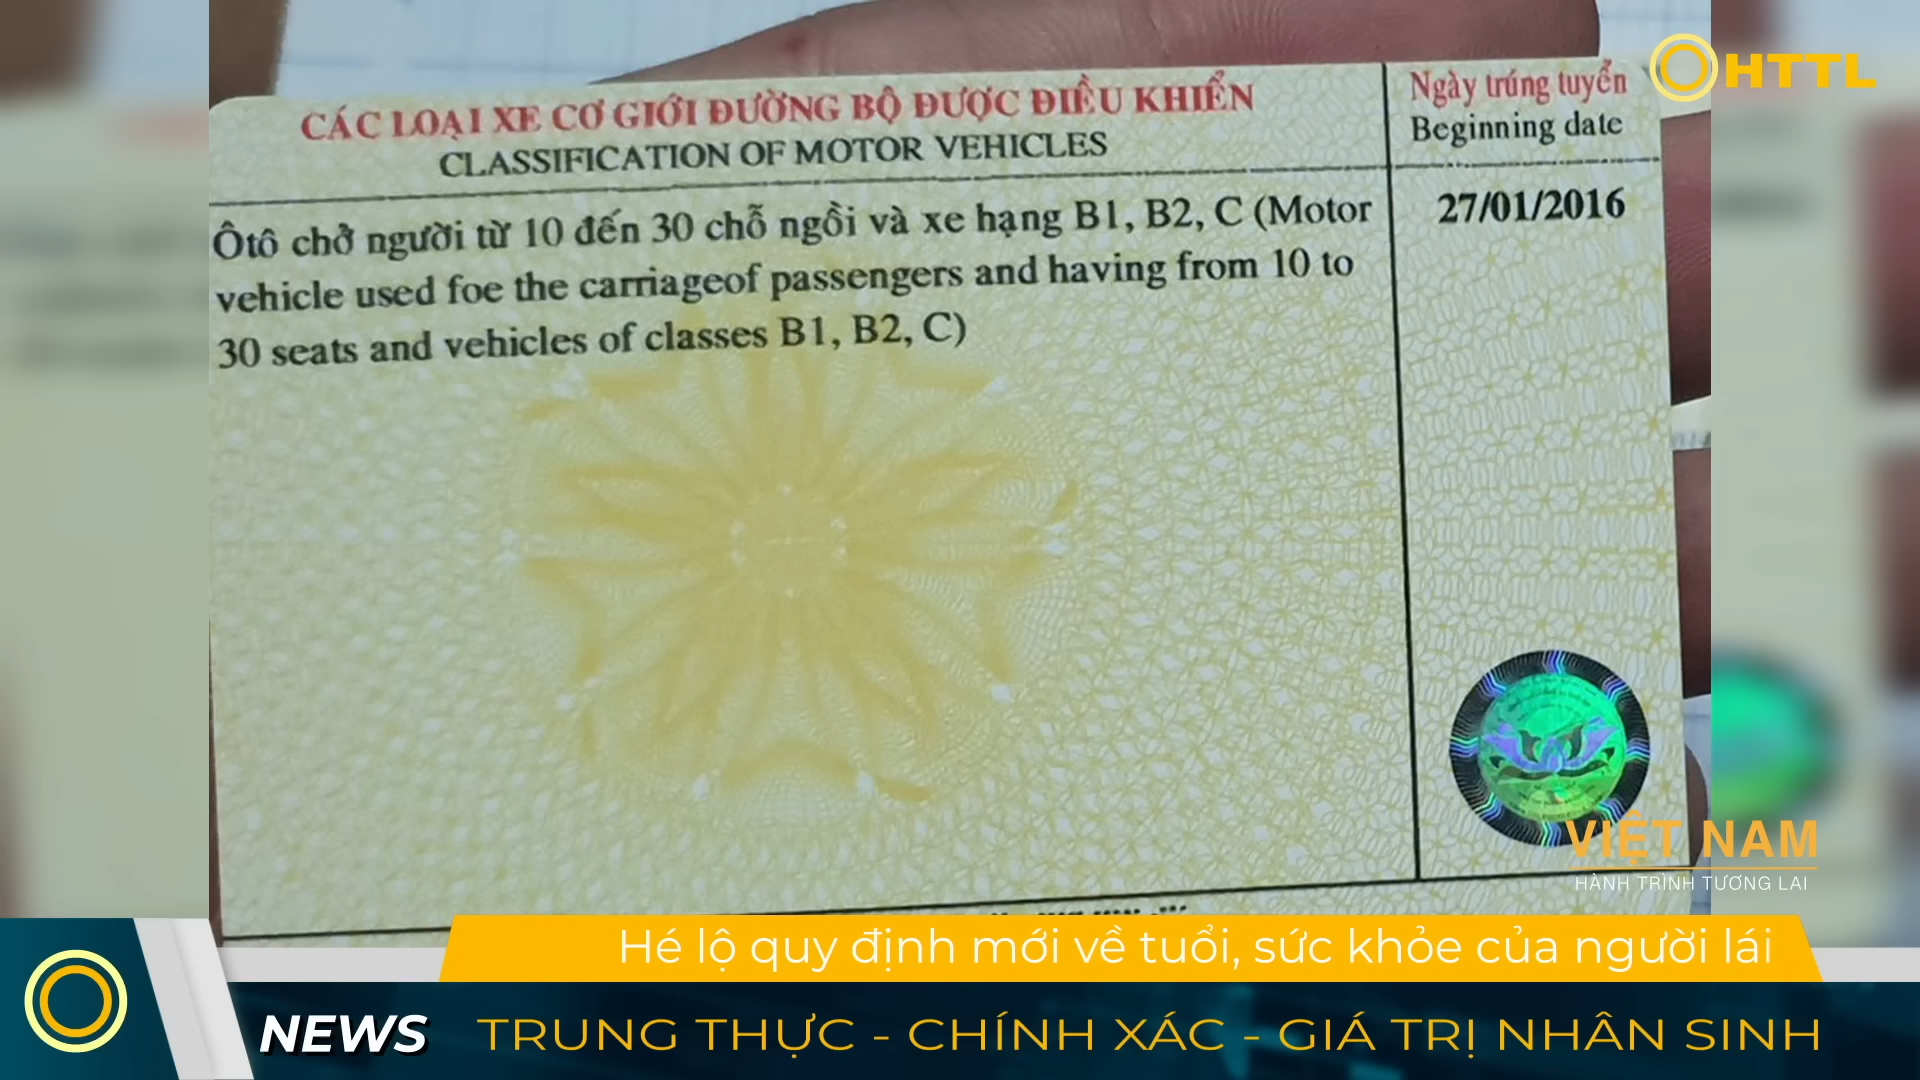 HTTL
CÁC LOẠI XE CƠ GIỚI ĐƯỜNG BỘ ĐƯỢC ĐIỀU KHIỂN
CLASSIFICATION OF MOTOR VEHICLES
Ngày trúng tuyển
Beginning date
Ôtô chở người từ 10 đến 30 chỗ ngồi và xe hạng B1, B2, C (Motor
vehicle used foe the carriageof passengers and having from 10 to
30 seats and vehicles of classes B1, B2, C)
27/01/2016
VIỆT NAM
HÀNH TRÌNH TƯƠNG LAI
Hé lộ quy định mới về tuổi, sức khỏe của người lái
NEWS
TRUNG THỰC - CHÍNH XÁC - GIÁ TRỊ NHÂN SINH